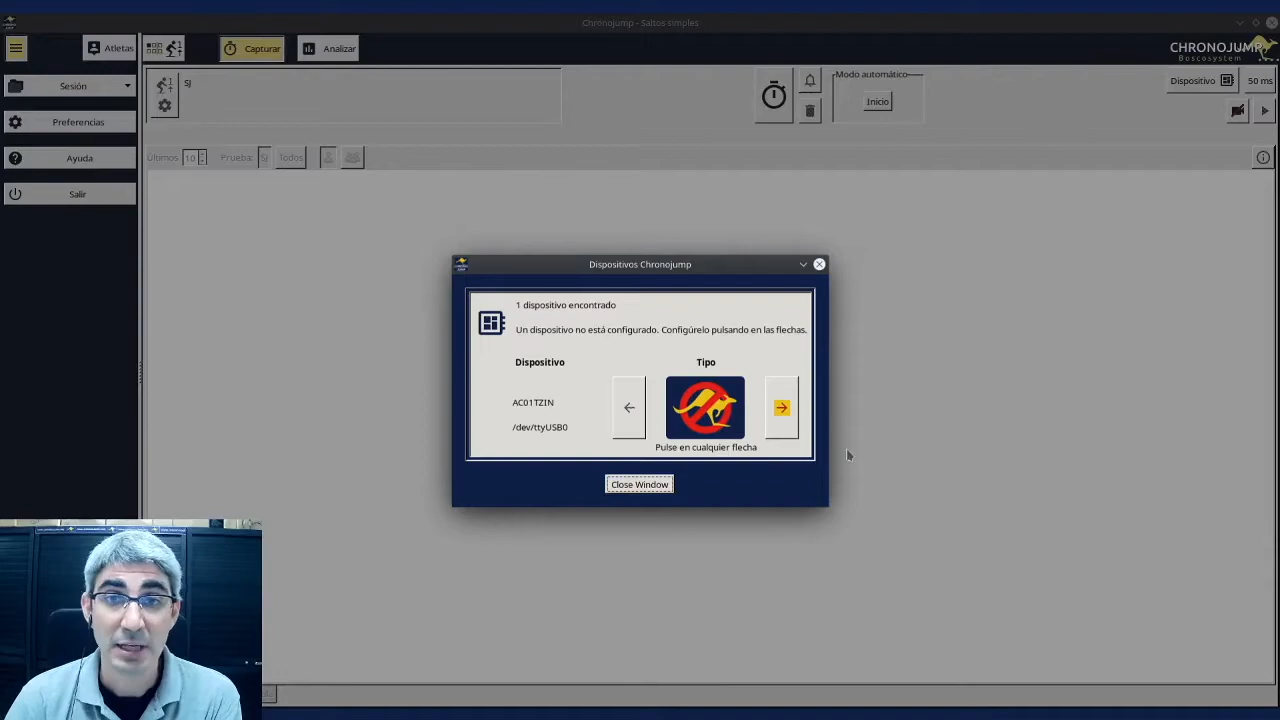 Chronojump - Saltos simples
Atletas
Capturar
Analizar
CHRONOJUMP
Boscosystem
Sesión
SJ
Modo automático
Inicio
Dispositivo
50 ms
Preferencias
Ayuda
Últimos 10 Prueba: SJ Todos
Salir
Dispositivos Chronojump
1 dispositivo encontrado
Un dispositivo no está configurado. Configúrelo pulsando en las flechas.
Dispositivo Tipo
AC01TZIN
/dev/ttyUSB0
Pulse en cualquier flecha
Close Window